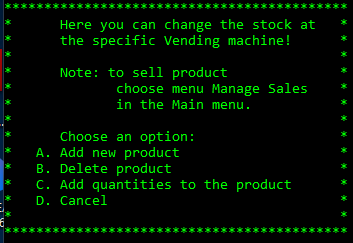 *******************************************
* Here you can change the stock at *
* the specific Vending machine! *
* *
* Note: to sell product *
* choose menu Manage Sales *
* in the Main menu. *
* *
* Choose an option: *
* A. Add new product *
* B. Delete product *
* C. Add quantities to the product *
* D. Cancel *
* *
*******************************************